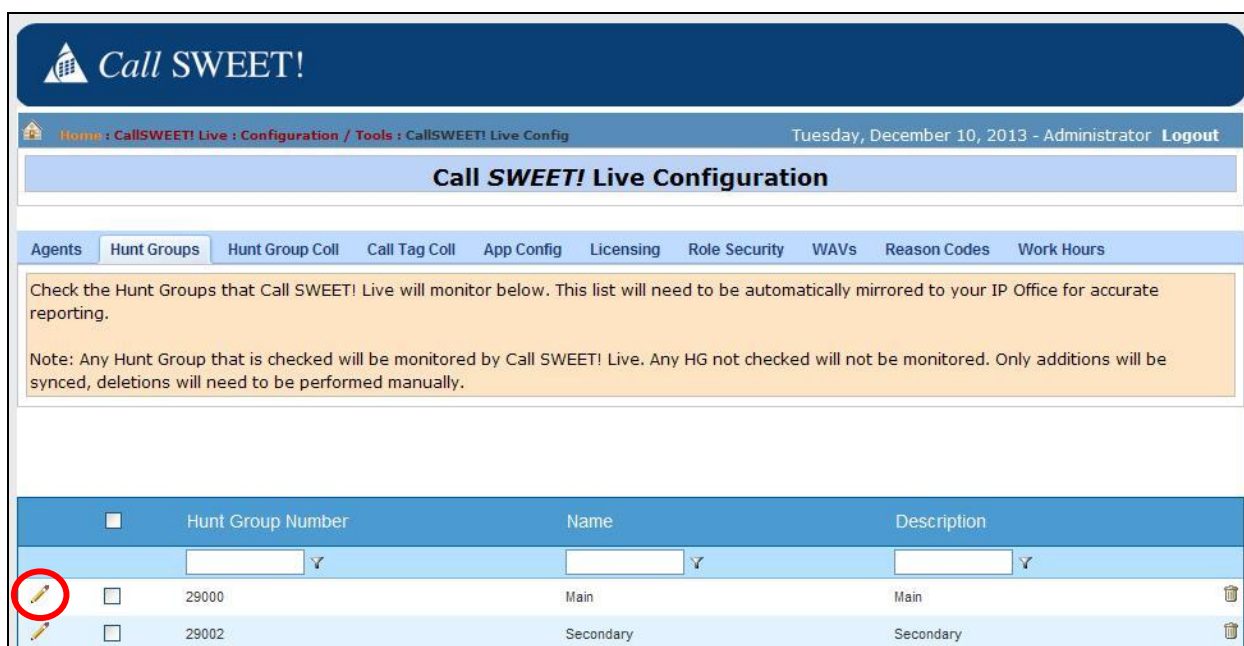 Call SWEET!
Home : CallSWEET! Live : Configuration / Tools : CallSWEET! Live Config Tuesday, December 10, 2013 - Administrator Logout
Call SWEET! Live Configuration
Agents Hunt Groups Hunt Group Coll Call Tag Coll App Config Licensing Role Security WAVs Reason Codes Work Hours
Check the Hunt Groups that Call SWEET! Live will monitor below. This list will need to be automatically mirrored to your IP Office for accurate
reporting.
Note: Any Hunt Group that is checked will be monitored by Call SWEET! Live. Any HG not checked will not be monitored. Only additions will be
synced, deletions will need to be performed manually.
Hunt Group Number Name Description
29000 Main Main
29002 Secondary Secondary